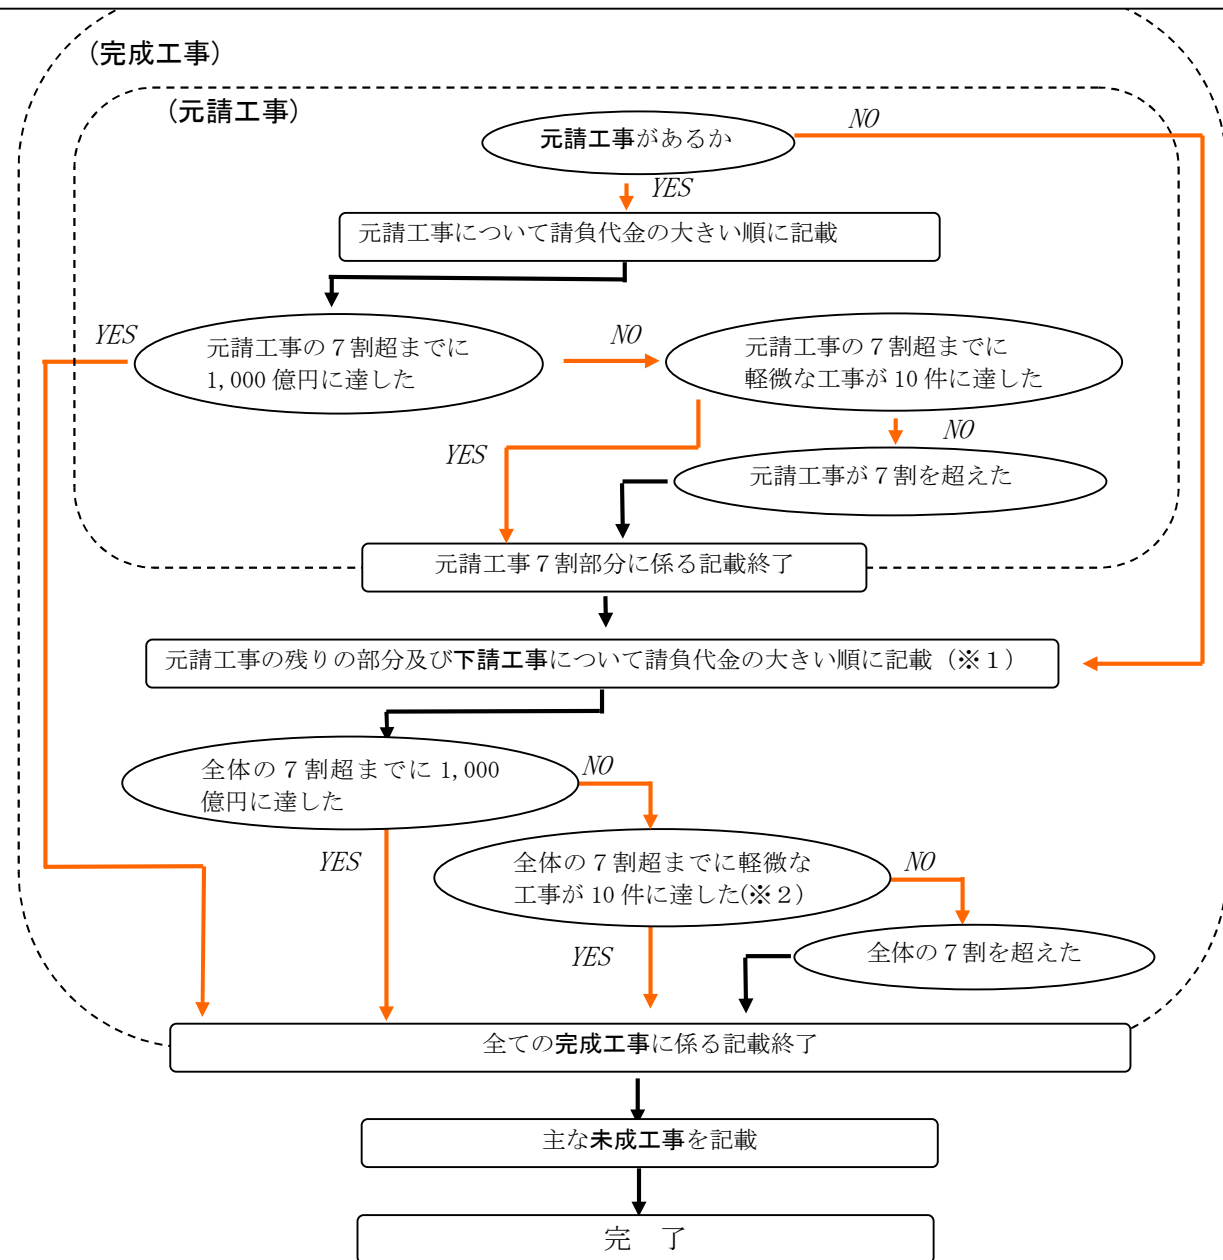 (完成工事)
(元請工事)
元請工事があるか
NO
YES
元請工事について請負代金の大きい順に記載
YES
元請工事の7割超までに
1,000 億円に達した
NO
元請工事の7割超までに
軽微な工事が 10 件に達した
YES
NO
元請工事が7割を超えた
元請工事7割部分に係る記載終了
元請工事の残りの部分及び下請工事について請負代金の大きい順に記載(※1)
全体の7割超までに 1,000
億円に達した
NO
YES
全体の7割超までに軽微な
工事が 10 件に達した(※2)
NO
YES
全体の7割を超えた
全ての完成工事に係る記載終了
主な未成工事を記載
完 了